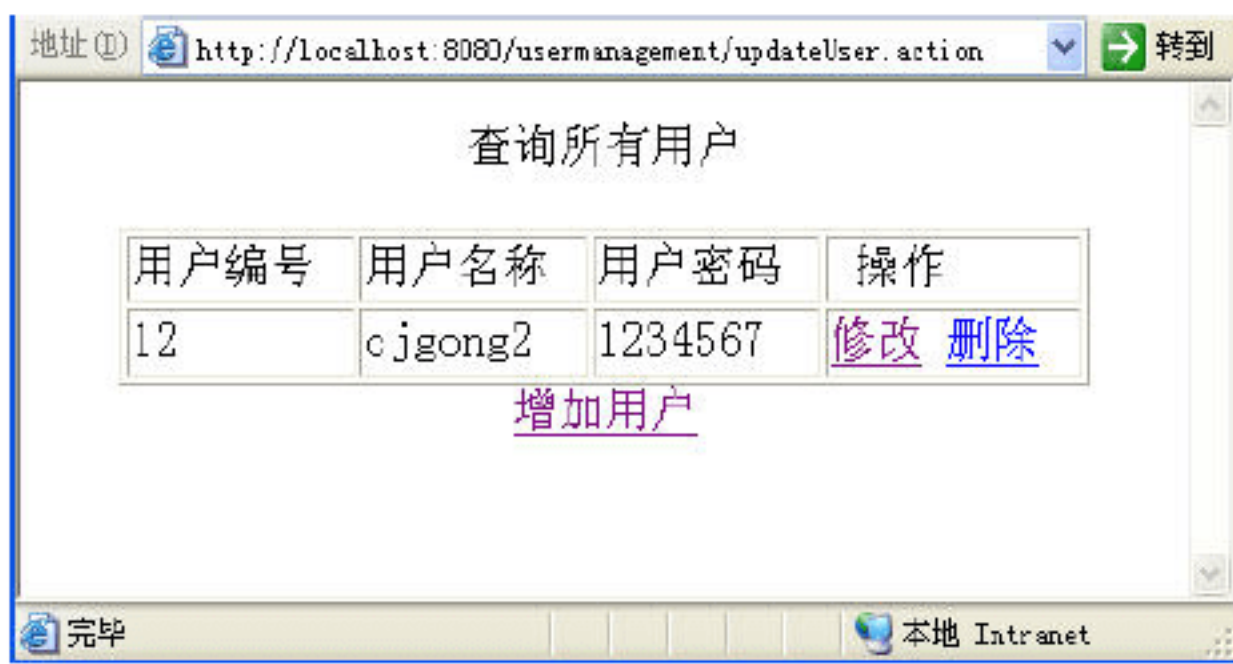 地址(D) http://localhost:8080/usermanagement/updateUser.action 转到
查询所有用户
用户编号 用户名称 用户密码 操作
12 cjgong2 1234567 修改 删除
增加用户
完毕 本地 Intranet